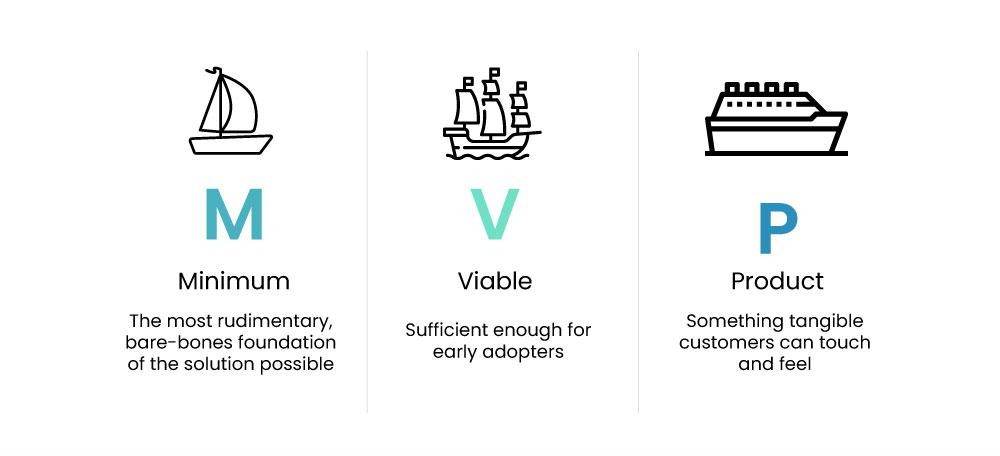 M
Minimum
The most rudimentary,
bare-bones foundation
of the solution possible
V
Viable
Sufficient enough for
early adopters
P
Product
Something tangible
customers can touch
and feel